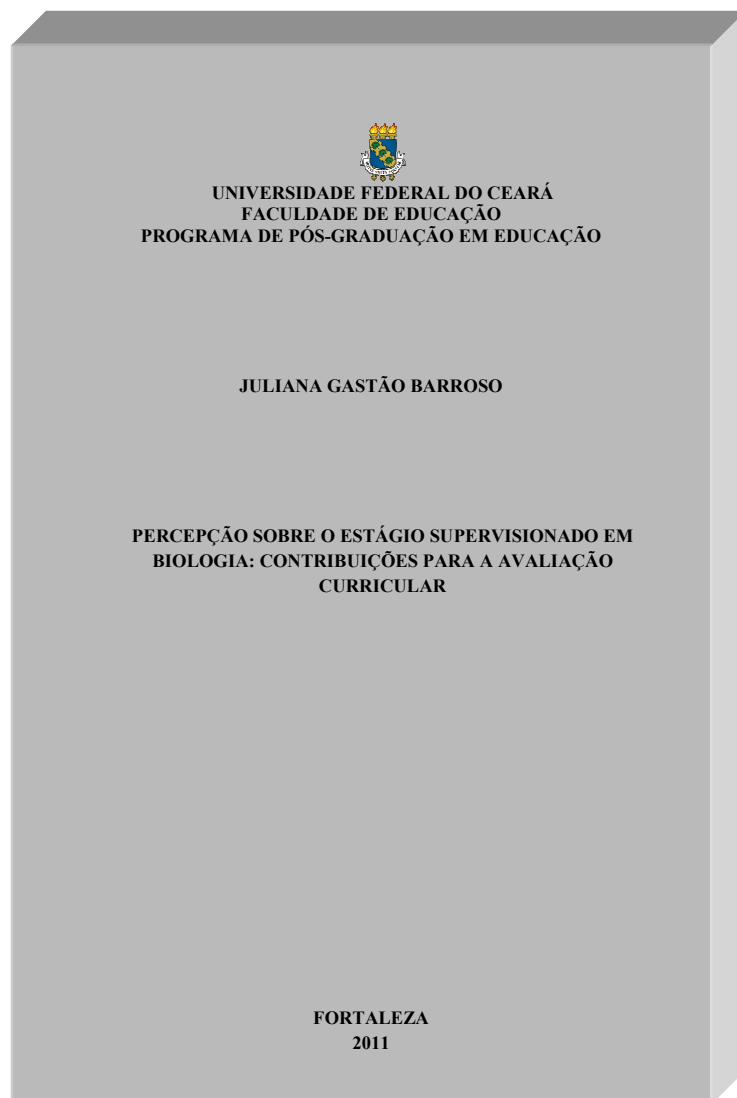 UNIVERSIDADE FEDERAL DO CEARÁ
FACULDADE DE EDUCAÇÃO
PROGRAMA DE PÓS-GRADUAÇÃO EM EDUCAÇÃO
JULIANA GASTÃO BARROSO
PERCEPÇÃO SOBRE O ESTÁGIO SUPERVISIONADO EM
BIOLOGIA: CONTRIBUIÇÕES PARA A AVALIAÇÃO
CURRICULAR
FORTALEZA
2011